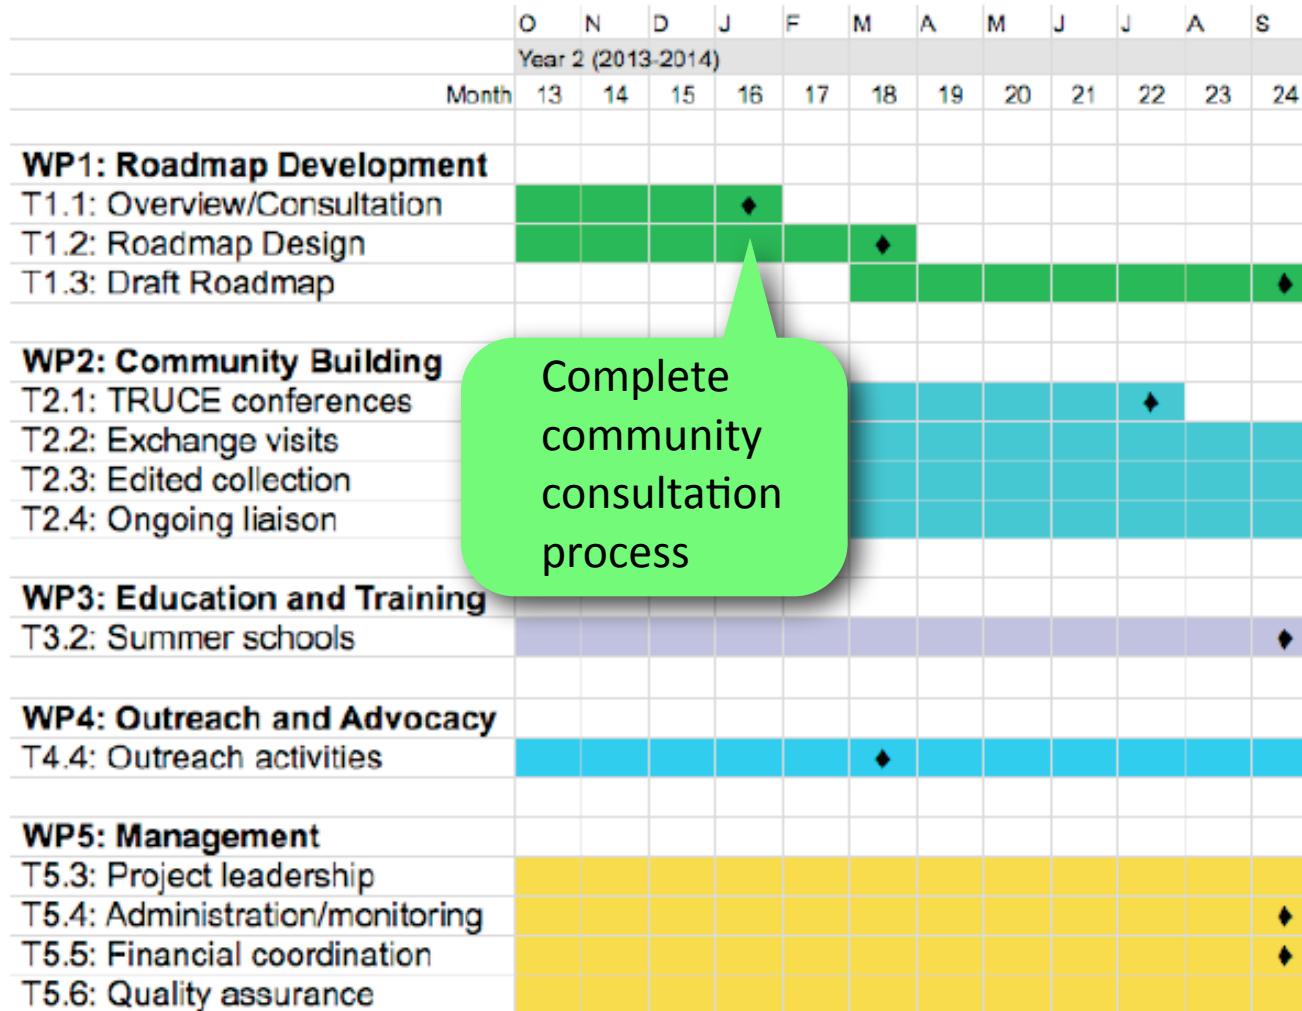 O N D J F M A M J J A S
Year 2 (2013-2014)
Month 13 14 15 16 17 18 19 20 21 22 23 24
WP1: Roadmap Development
T1.1: Overview/Consultation
T1.2: Roadmap Design
T1.3: Draft Roadmap
WP2: Community Building
T2.1: TRUCE conferences
T2.2: Exchange visits
T2.3: Edited collection
T2.4: Ongoing liaison
Complete
community
consultation
process
WP3: Education and Training
T3.2: Summer schools
WP4: Outreach and Advocacy
T4.4: Outreach activities
WP5: Management
T5.3: Project leadership
T5.4: Administration/monitoring
T5.5: Financial coordination
T5.6: Quality assurance